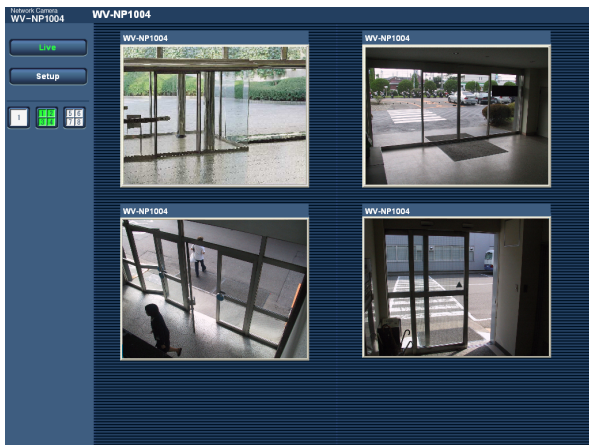 Network Camera
WV-NP1004
WV-NP1004
Live
Setup
1
1 2
3 4
5 6
7 8
WV-NP1004
WV-NP1004
WV-NP1004
WV-NP1004